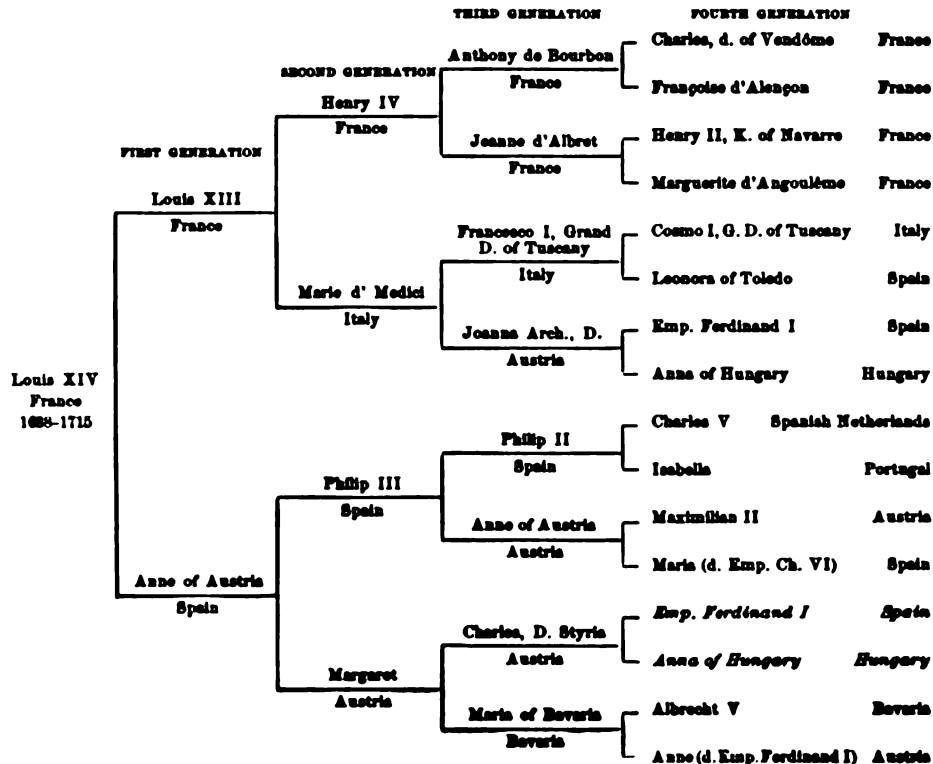 THIRD GENERATION
FOURTH GENERATION
SECOND GENERATION
FIRST GENERATION
Louis XIV
France
1638-1715
Louis XIII
France
Anne of Austria
Spain
Henry IV
France
Marie d' Medici
Italy
Philip III
Spain
Margaret
Austria
Anthony de Bourbon
France
Jeanne d'Albret
France
Francesco I, Grand
D. of Tuscany
Italy
Joanna Arch., D.
Austria
Philip II
Spain
Anne of Austria
Austria
Charles, D. Styria
Austria
Maria of Bavaria
Bavaria
Charles, d. of Vendôme France
Françoise d'Alençon France
Henry II, K. of Navarre France
Marguerite d'Angoulême France
Cosmo I, G. D. of Tuscany Italy
Leonora of Toledo Spain
Emp. Ferdinand I Spain
Anna of Hungary Hungary
Charles V Spanish Netherlands
Isabella Portugal
Maximilian II Austria
Maria (d. Emp. Ch. VI) Spain
Emp. Ferdinand I Spain
Anna of Hungary Hungary
Albrecht V Bavaria
Anne (d. Emp. Ferdinand I) Austria